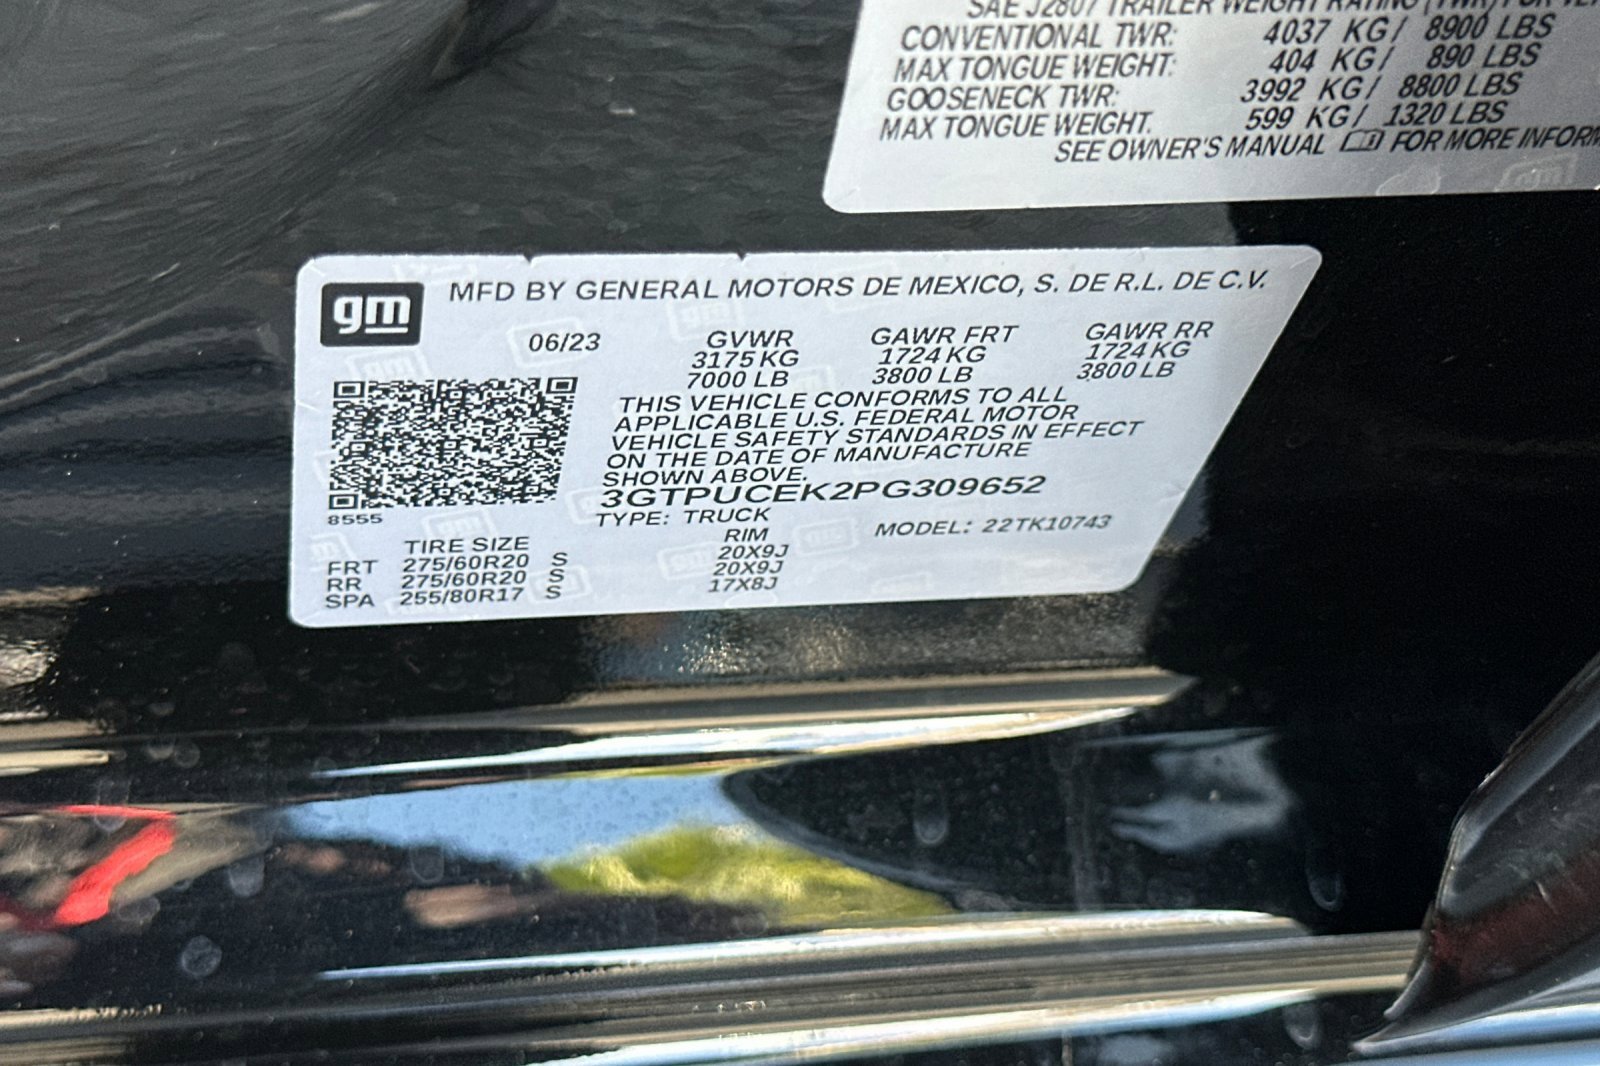 SAE J2807 TRAILER WEIGHT RATING (TWR) FOR
CONVENTIONAL TWR: 4037 KG / 8900 LBS
MAX TONGUE WEIGHT: 404 KG / 890 LBS
GOOSENECK TWR: 3992 KG / 8800 LBS
MAX TONGUE WEIGHT. 599 KG / 1320 LBS
SEE OWNER'S MANUAL FOR MORE INFORM
gm
MFD BY GENERAL MOTORS DE MEXICO, S. DE R.L. DE C.V.
06/23 GVWR GAWR FRT GAWR RR
3175 KG 1724 KG 1724 KG
7000 LB 3800 LB 3800 LB
THIS VEHICLE CONFORMS TO ALL
APPLICABLE U.S. FEDERAL MOTOR
VEHICLE SAFETY STANDARDS IN EFFECT
ON THE DATE OF MANUFACTURE
SHOWN ABOVE.
3GTPUCEK2PG309652
8555
TYPE: TRUCK MODEL: 22TK10743
TIRE SIZE RIM
FRT 275/60R20 S 20X9J
RR 275/60R20 S 20X9J
SPA 255/80R17 S 17X8J